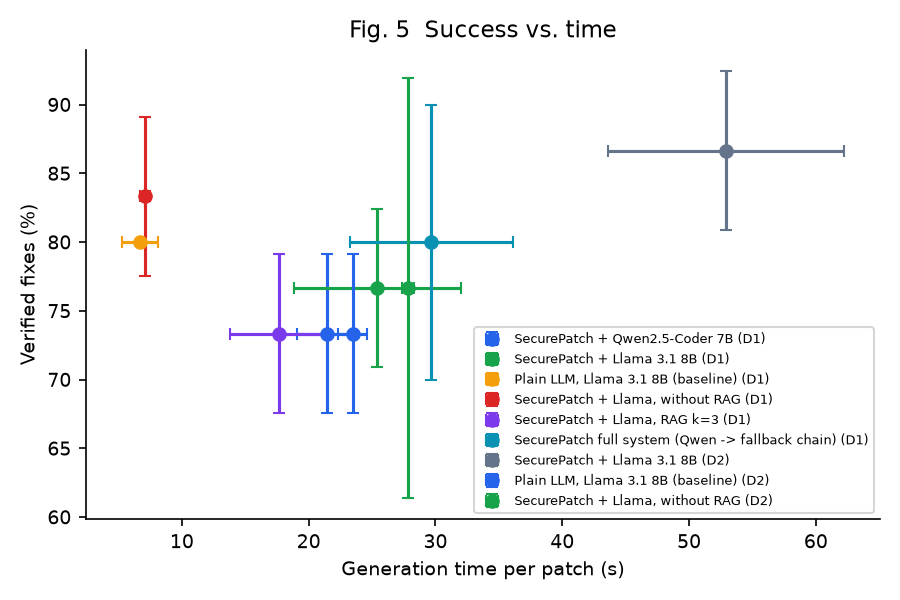 Fig. 5  Success vs. time
90
85
80
75
70
65
60
Verified fixes (%)
10
20
30
40
50
60
Generation time per patch (s)
SecurePatch + Qwen2.5-Coder 7B (D1)
SecurePatch + Llama 3.1 8B (D1)
Plain LLM, Llama 3.1 8B (baseline) (D1)
SecurePatch + Llama, without RAG (D1)
SecurePatch + Llama, RAG k=3 (D1)
SecurePatch full system (Qwen -> fallback chain) (D1)
SecurePatch + Llama 3.1 8B (D2)
Plain LLM, Llama 3.1 8B (baseline) (D2)
SecurePatch + Llama, without RAG (D2)